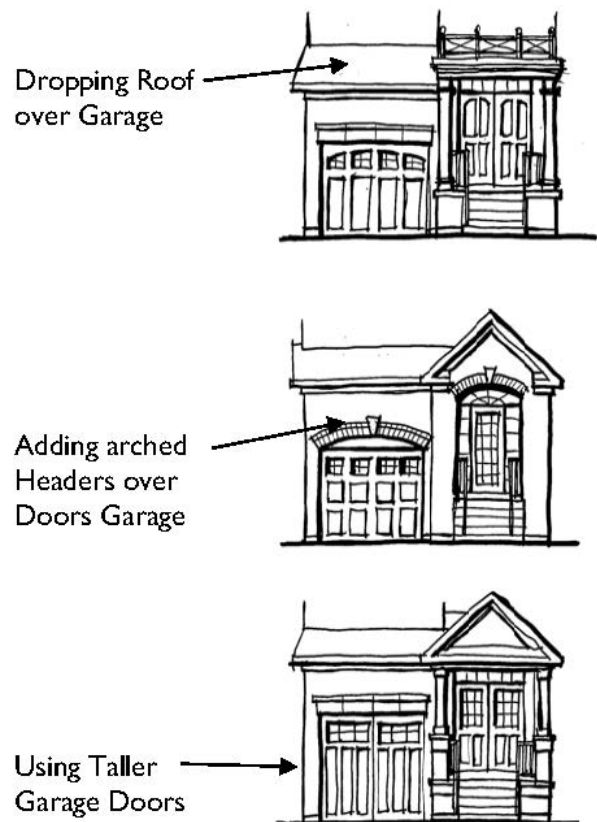 Dropping Roof
over Garage
Adding arched
Headers over
Doors Garage
Using Taller
Garage Doors